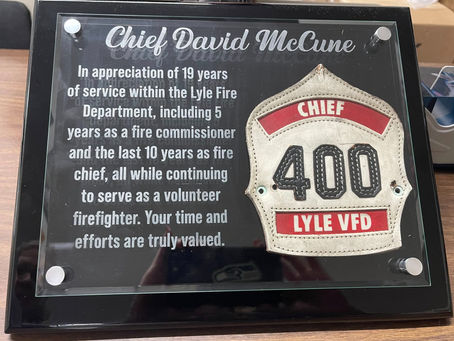 Chief David McCune
In appreciation of 19 years
of service within the Lyle Fire
Department, including 5
years as a fire commissioner
and the last 10 years as fire
chief, all while continuing
to serve as a volunteer
firefighter. Your time and
efforts are truly valued.
CHIEF
400
LYLE VFD